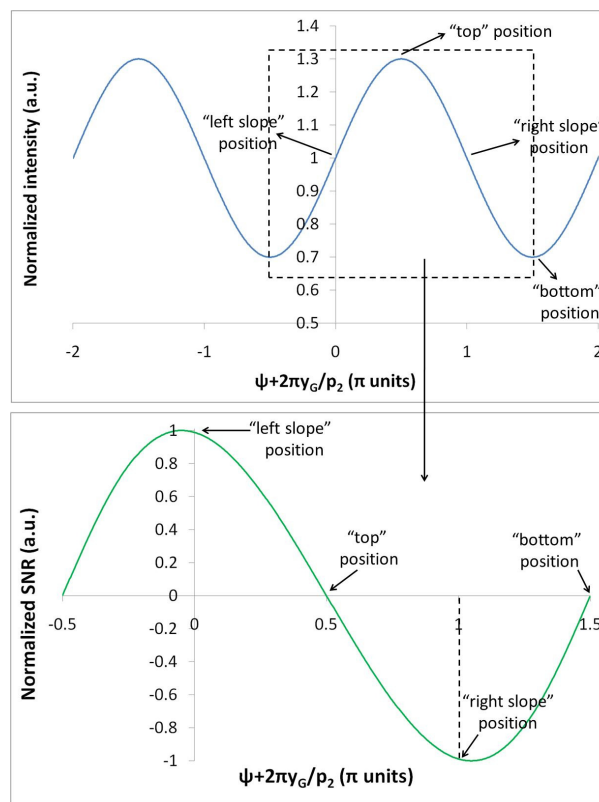 "top" position
1.4
1.3
1.2
1.1
1
0.9
0.8
0.7
0.6
0.5
Normalized intensity (a.u.)
"left slope"
position
"right slope"
position
"bottom"
position
-2
-1
0
1
2
ψ+2πyG/p2 (π units)
1
0.8
0.6
0.4
0.2
0
-0.2
-0.4
-0.6
-0.8
-1
Normalized SNR (a.u.)
"left slope"
position
"top"
position
"bottom"
position
-0.5
0
0.5
1
1.5
"right slope"
position
ψ+2πyG/p2 (π units)